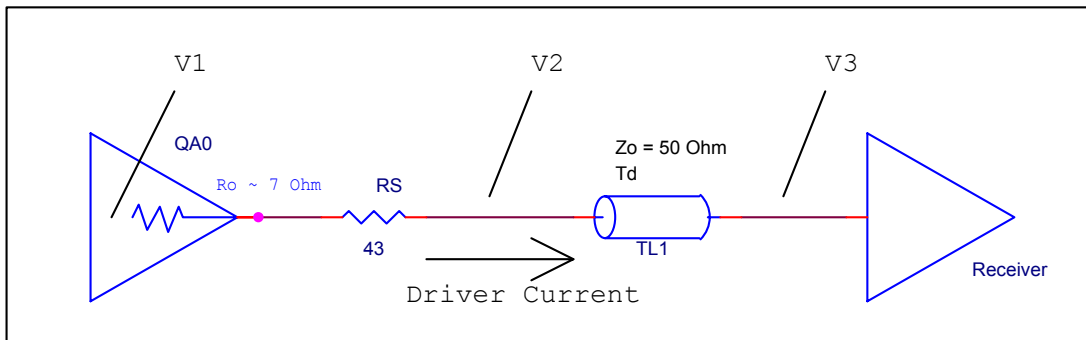 V1
V2
V3
QA0
Zo = 50 Ohm
Td
Ro ~ 7 Ohm
RS
43
TL1
Driver Current
Receiver